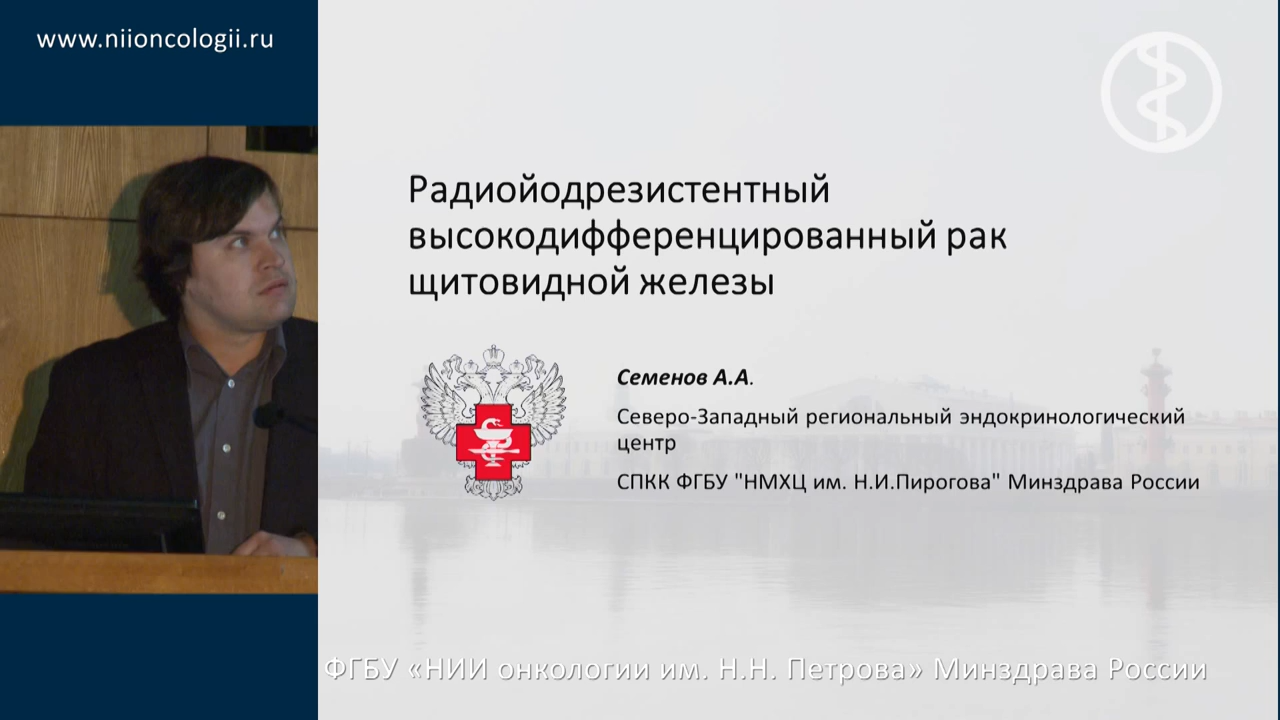 www.niioncologii.ru
Радиойодрезистентный
высокодифференцированный рак
щитовидной железы
Семенов А.А.
Северо-Западный региональный эндокринологический
центр
СПКК ФГБУ "НМХЦ им. Н.И.Пирогова" Минздрава России
ФГБУ «НИИ онкологии им. Н.Н. Петрова» Минздрава России